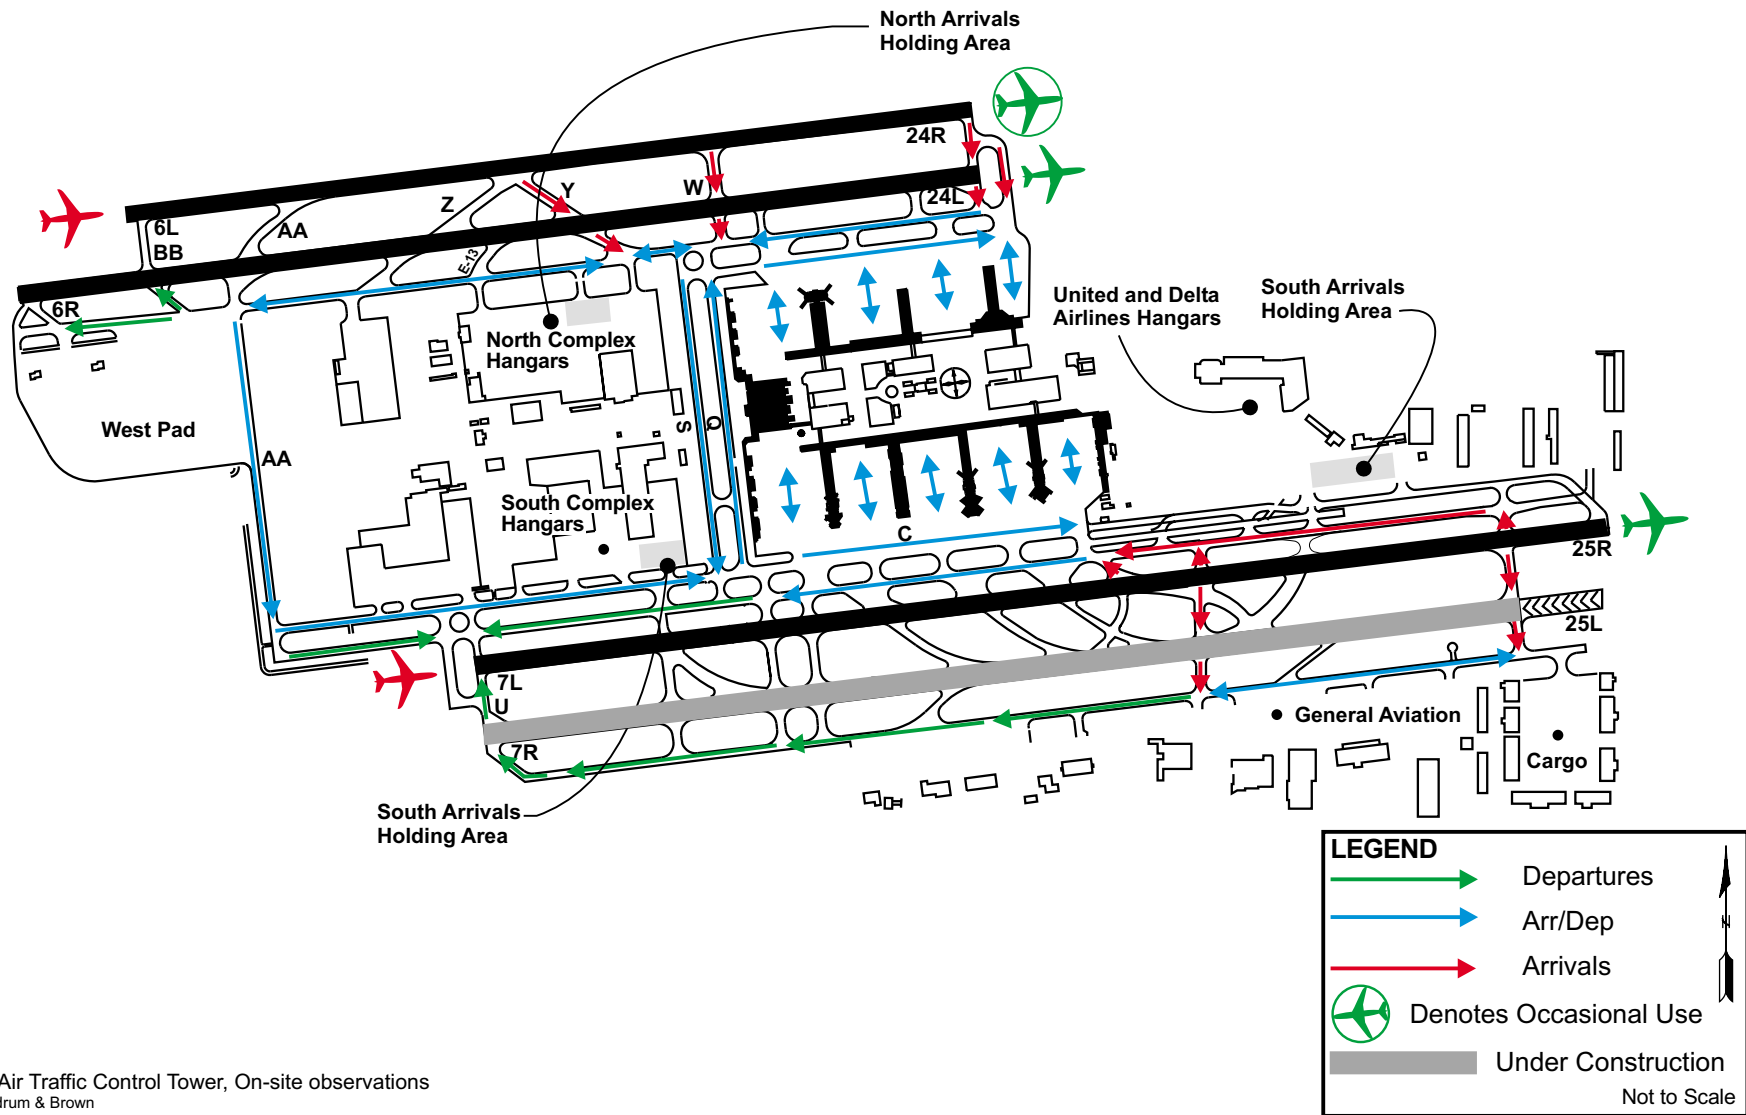 North Arrivals
Holding Area
24R
W
Y
Z
24L
6L
BB
AA
E-13
6R
North Complex
Hangars
United and Delta
Airlines Hangars
South Arrivals
Holding Area
West Pad
S
Q
AA
South Complex
Hangars
C
25R
25L
7L
U
7R
General Aviation
Cargo
South Arrivals
Holding Area
LEGEND
Departures
Arr/Dep
Arrivals
N
Denotes Occasional Use
Under Construction
Not to Scale
Air Traffic Control Tower, On-site observations
drum & Brown